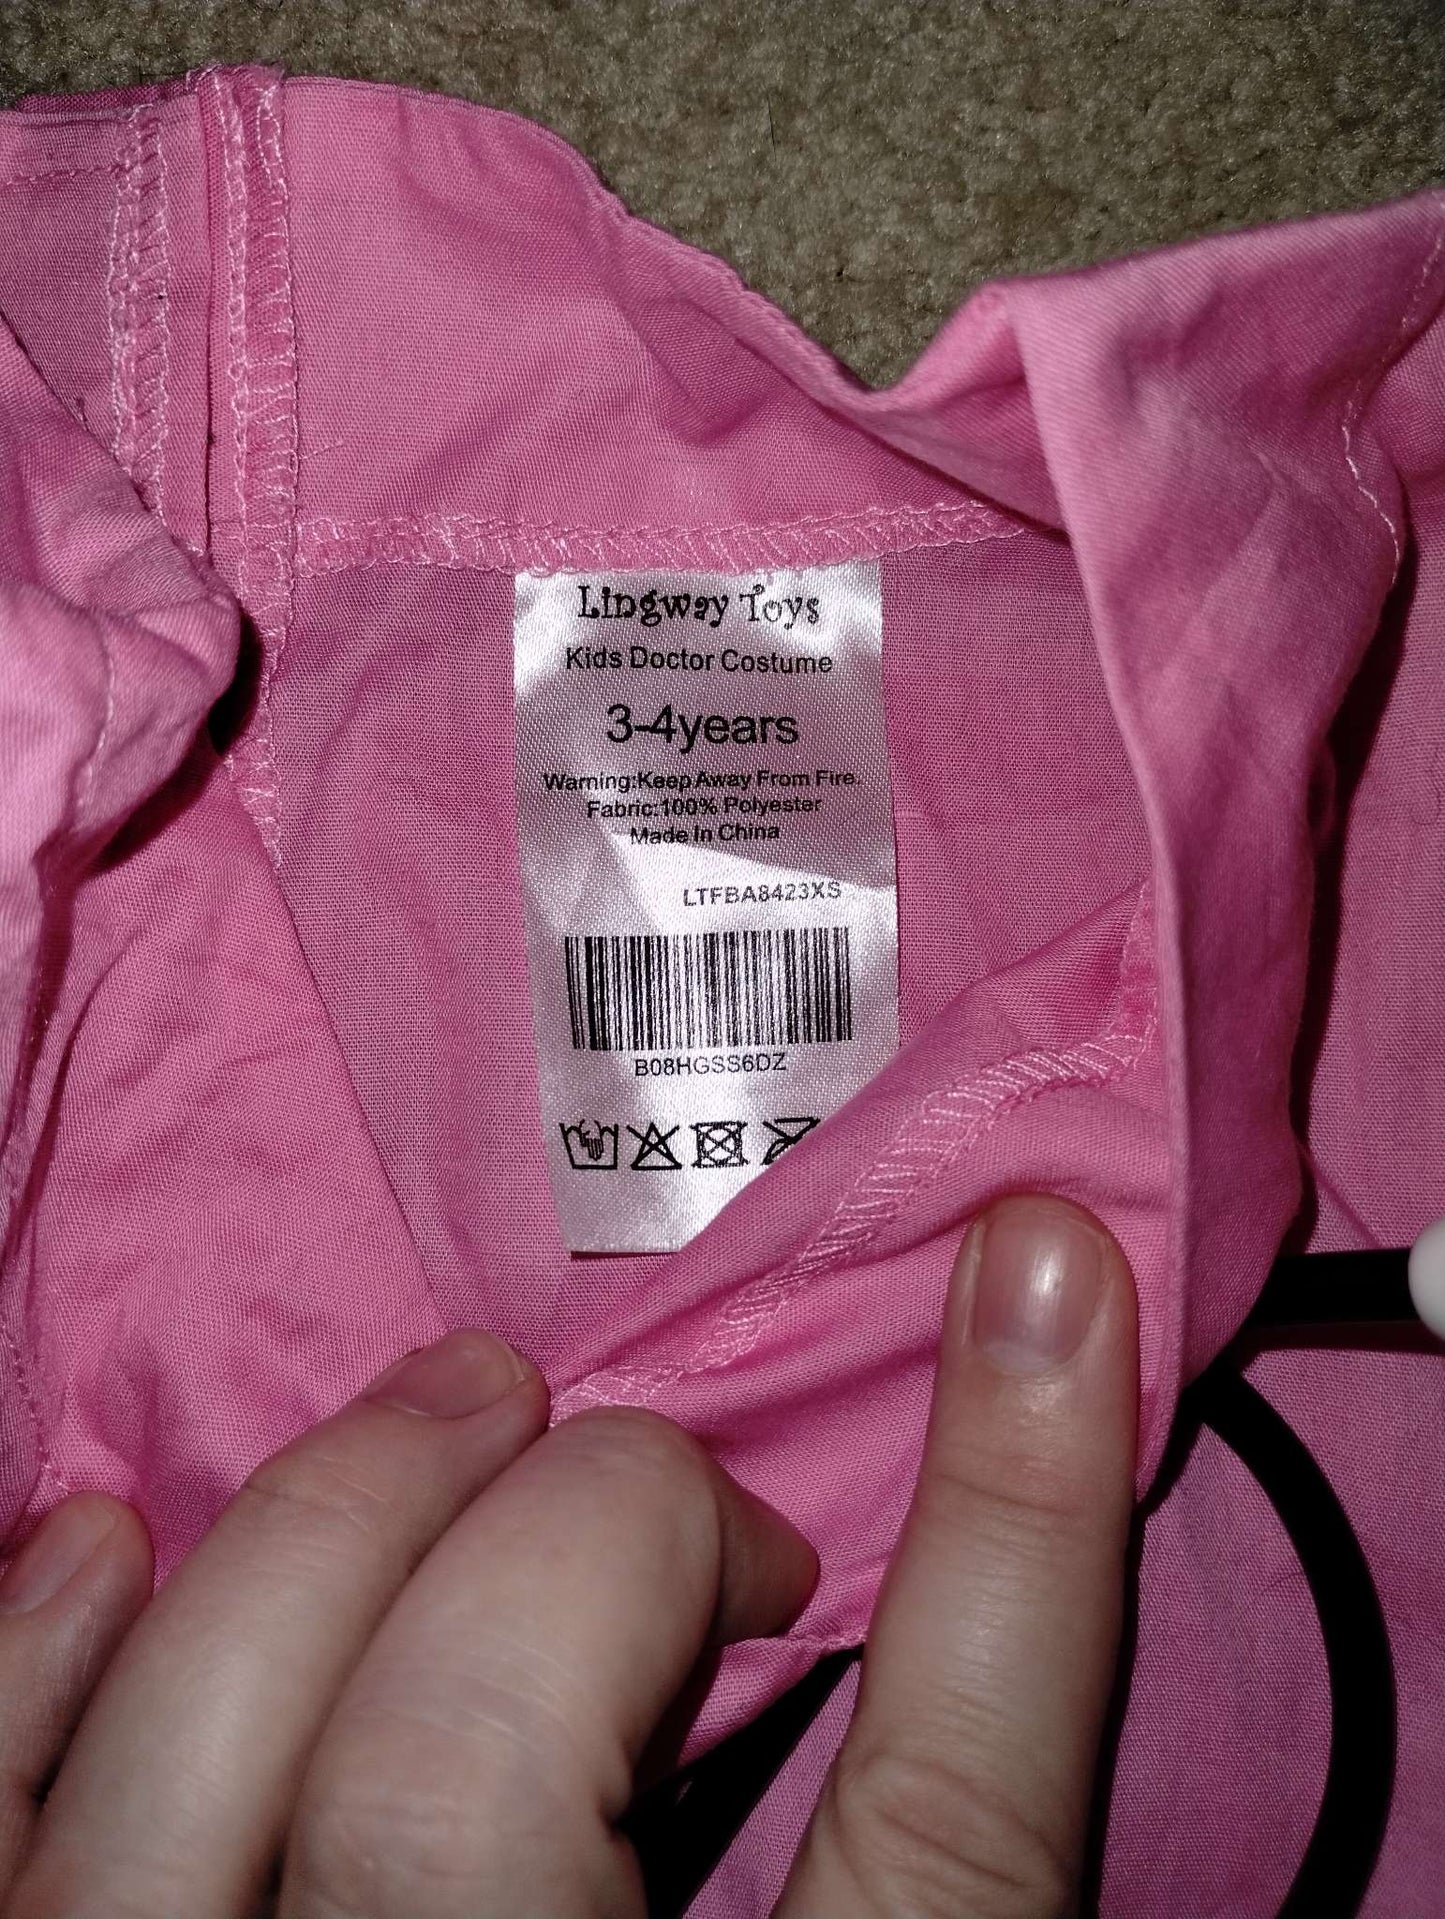 Lingway Toys
Kids Doctor Costume
3-4years
Warning:Keep Away From Fire.
Fabric:100% Polyester
Made In China
LTFBA8423XS
B08HGSS6DZ